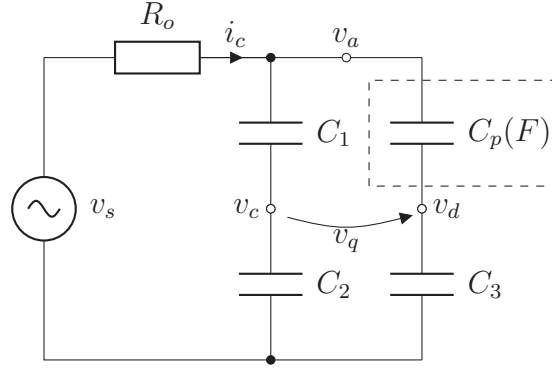 R_o
i_c
v_a
C_1
C_p(F)
v_s
v_c
v_d
v_q
C_2
C_3